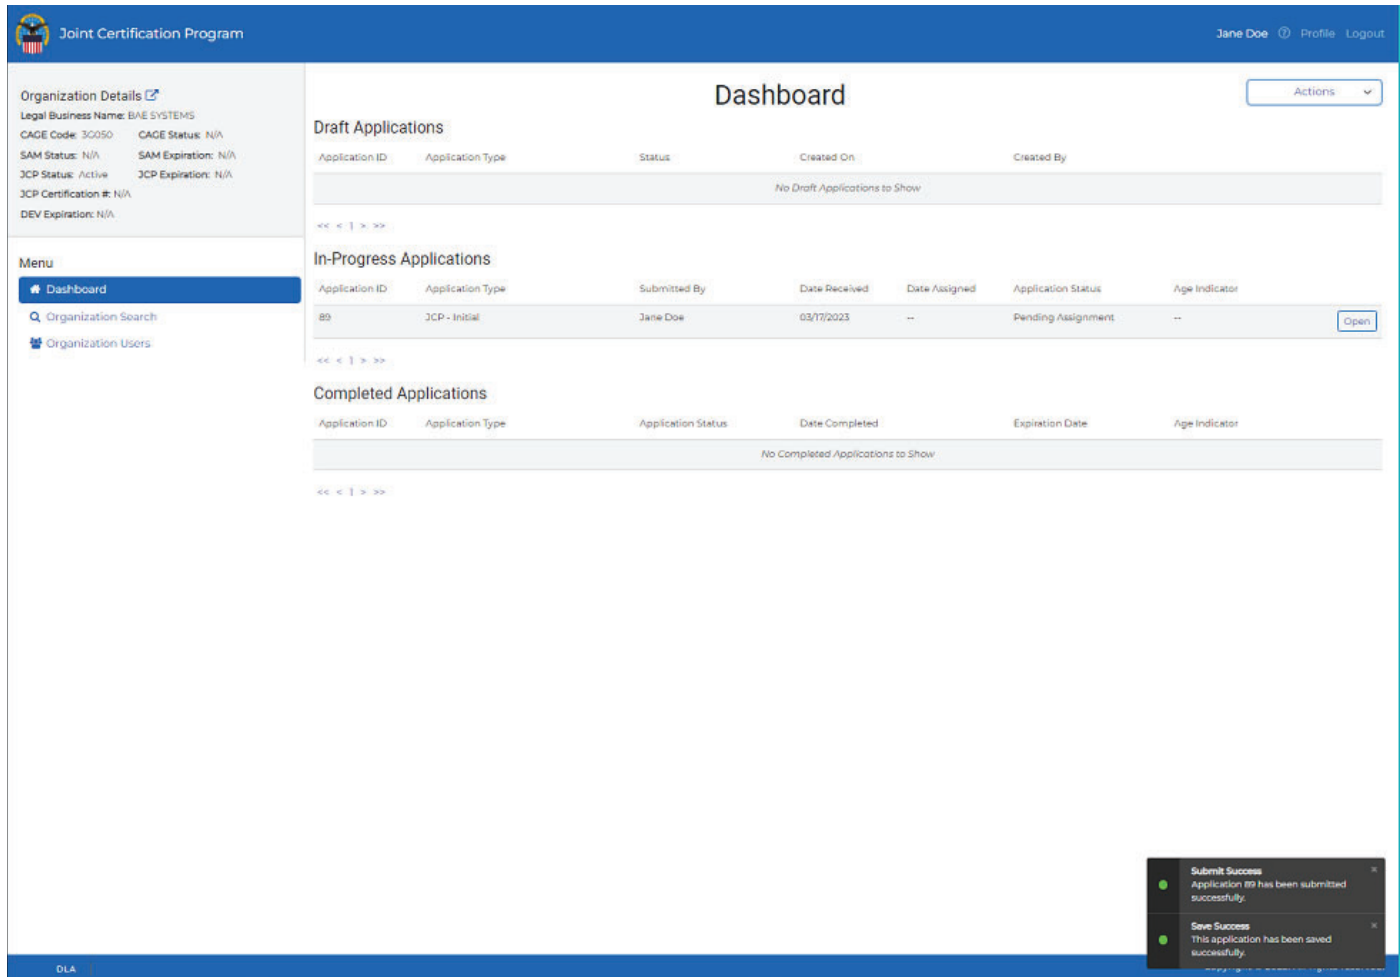 Joint Certification Program
Jane Doe Profile Logout
Organization Details
Legal Business Name: BAE SYSTEMS
CAGE Code: 3G050 CAGE Status: N/A
SAM Status: N/A SAM Expiration: N/A
JCP Status: Active JCP Expiration: N/A
JCP Certification #: N/A
DEV Expiration: N/A
Menu
Dashboard
Organization Search
Organization Users
Dashboard
Actions
Draft Applications
Application ID Application Type Status Created On Created By
No Draft Applications to Show
<< < 1 > >>
In-Progress Applications
Application ID Application Type Submitted By Date Received Date Assigned Application Status Age Indicator
89 JCP - Initial Jane Doe 03/17/2023 -- Pending Assignment -- Open
<< < 1 > >>
Completed Applications
Application ID Application Type Application Status Date Completed Expiration Date Age Indicator
No Completed Applications to Show
<< < 1 > >>
Submit Success ×
Application 89 has been submitted
successfully.
Save Success ×
This application has been saved
successfully.
DLA